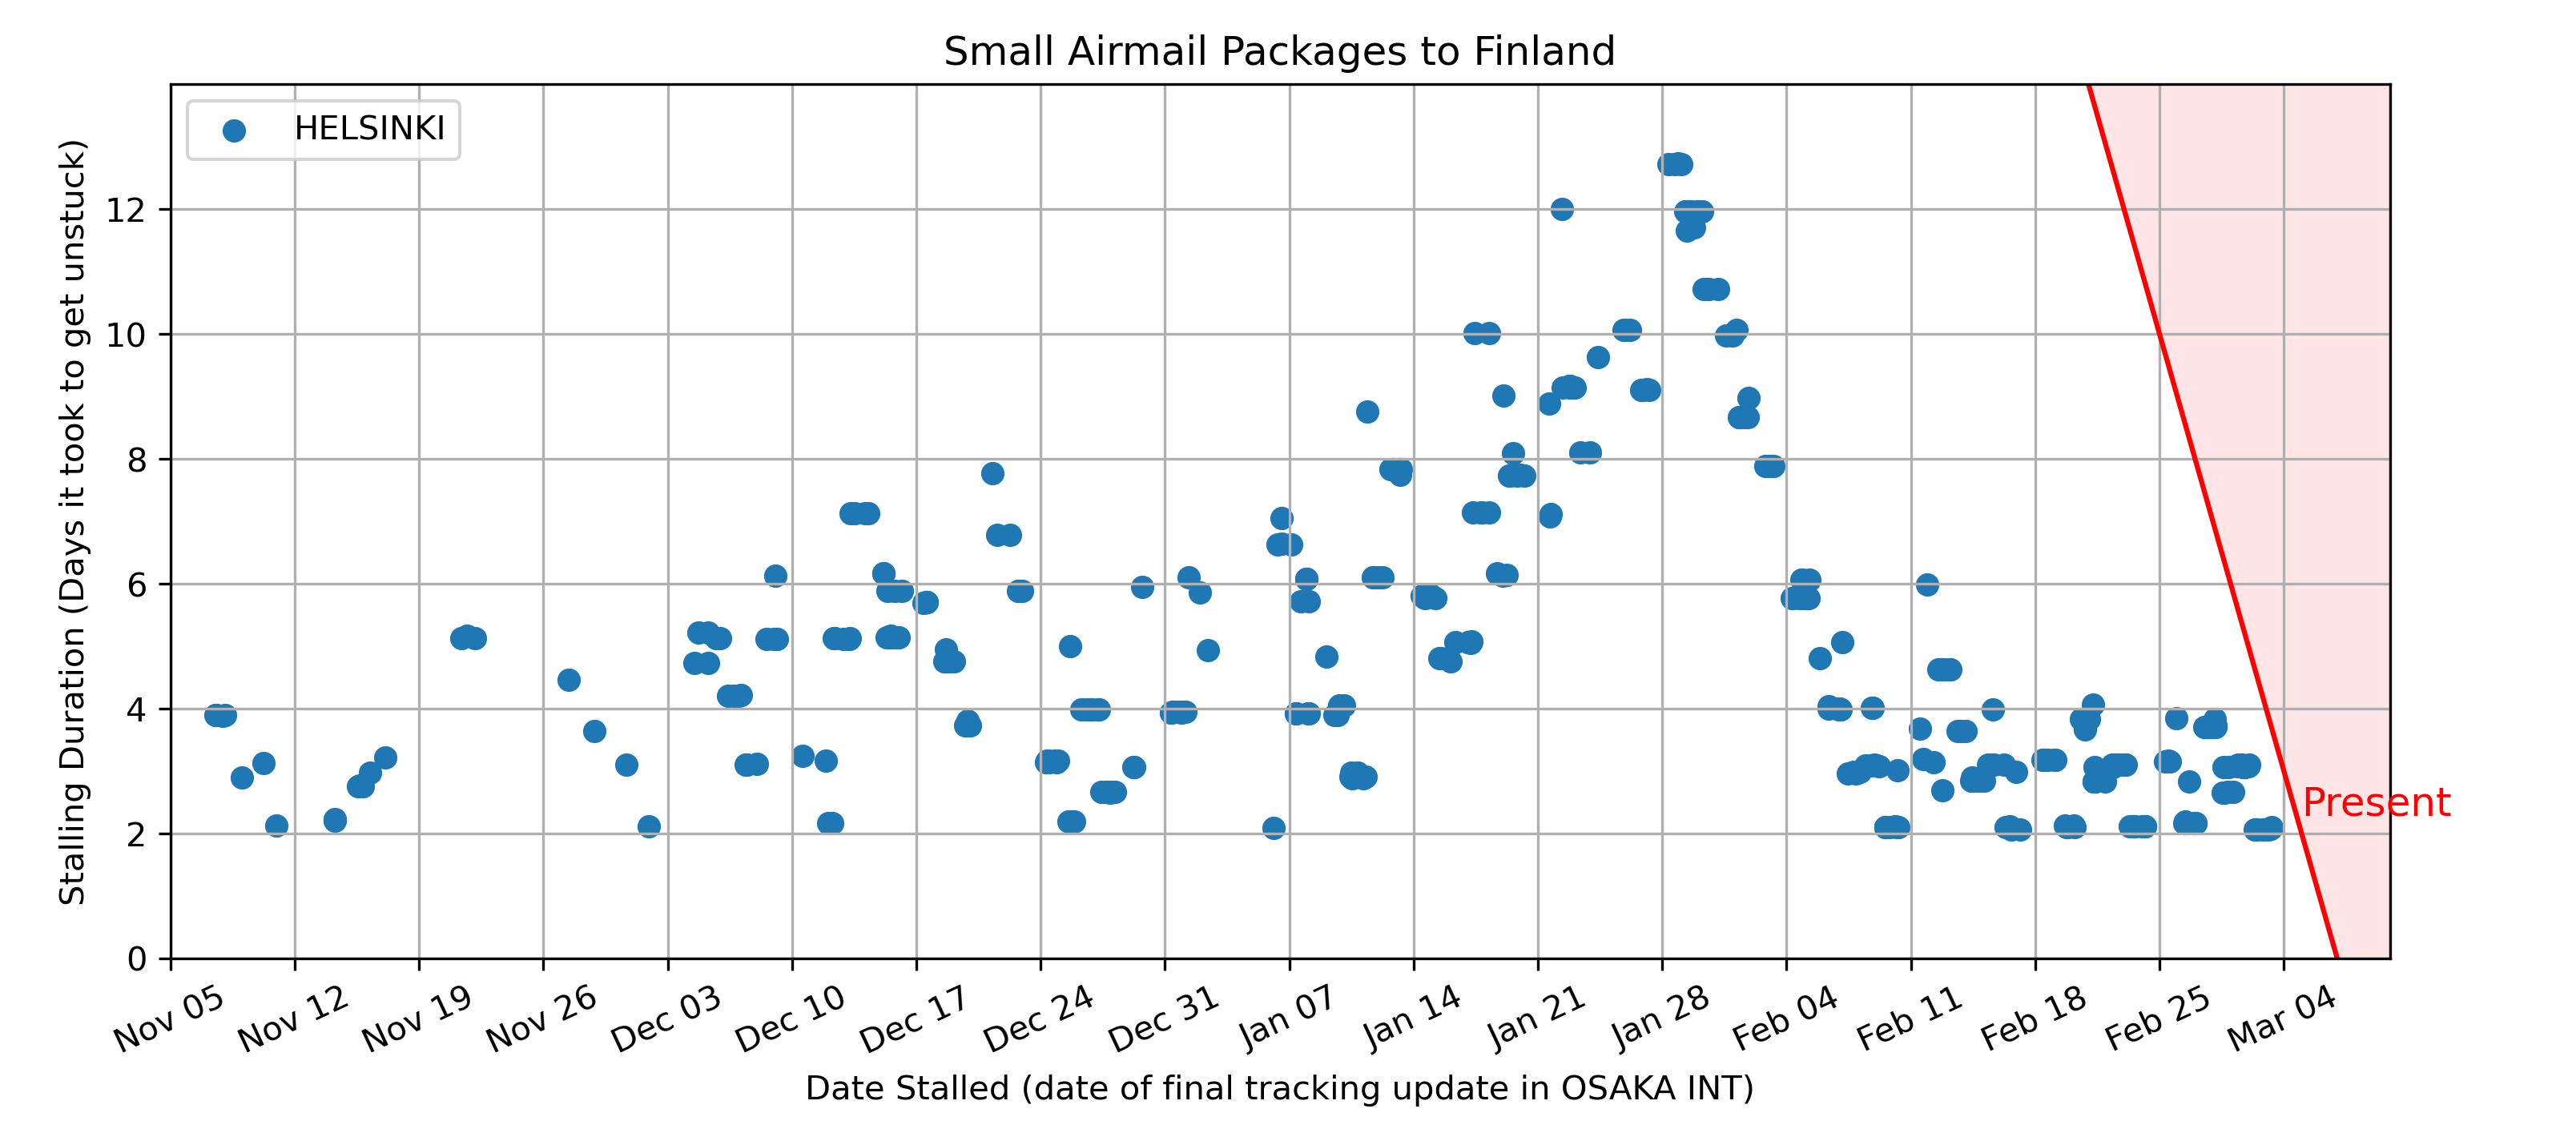 Small Airmail Packages to Finland
HELSINKI
Stalling Duration (Days it took to get unstuck)
12
10
8
6
4
2
0
Present
Nov 05
Nov 12
Nov 19
Nov 26
Dec 03
Dec 10
Dec 17
Dec 24
Dec 31
Jan 07
Jan 14
Jan 21
Jan 28
Feb 04
Feb 11
Feb 18
Feb 25
Mar 04
Date Stalled (date of final tracking update in OSAKA INT)